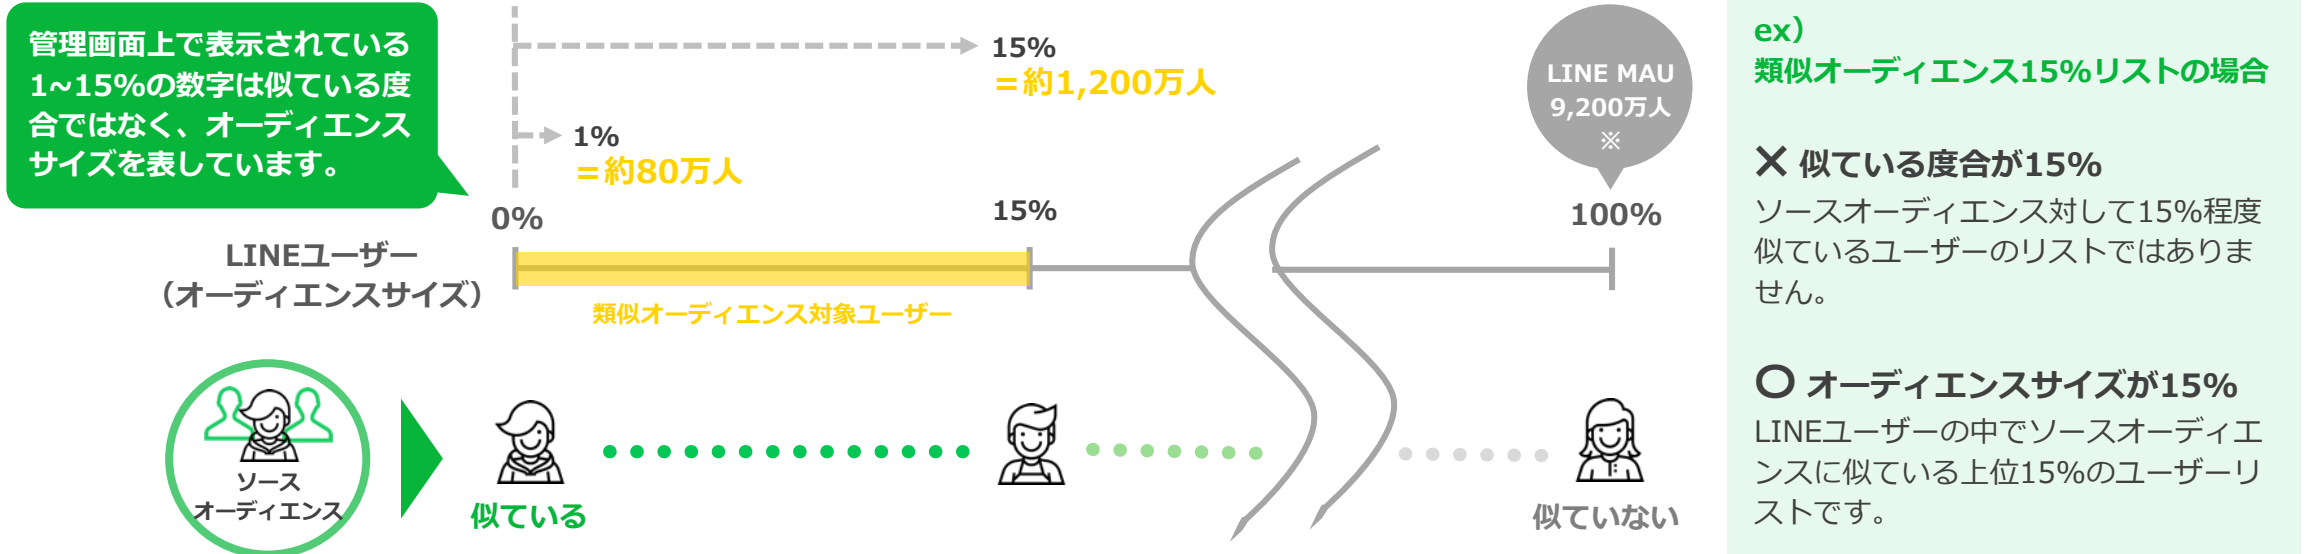 管理画面上で表示されている
1~15%の数字は似ている度
合ではなく、オーディエンス
サイズを表しています。
15%
＝約1,200万人
1%
＝約80万人
LINE MAU
9,200万人
※
0%
15%
100%
LINEユーザー
（オーディエンスサイズ）
類似オーディエンス対象ユーザー
ソース
オーディエンス
似ている
似ていない
ex）
類似オーディエンス15%リストの場合
✕ 似ている度合が15%
ソースオーディエンス対して15%程度
似ているユーザーのリストではありま
せん。
〇 オーディエンスサイズが15%
LINEユーザーの中でソースオーディエ
ンスに似ている上位15%のユーザーリ
ストです。